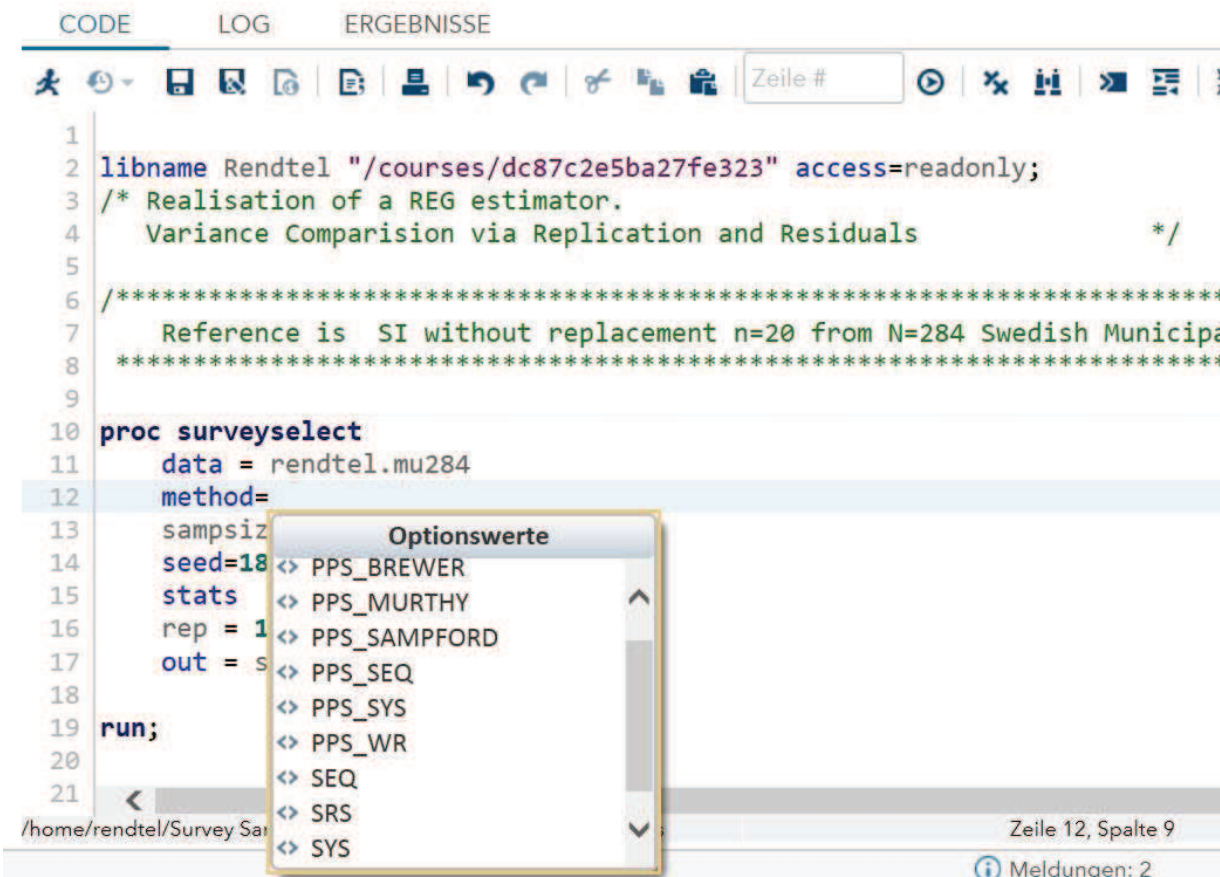 CODE LOG ERGEBNISSE
Zeile #
1
2 libname Rendtel "/courses/dc87c2e5ba27fe323" access=readonly;
3 /* Realisation of a REG estimator.
4 Variance Comparision via Replication and Residuals */
5
6 /************************************************************************
7 Reference is SI without replacement n=20 from N=284 Swedish Municipa
8 ************************************************************************
9
10 proc surveyselect
11 data = rendtel.mu284
12 method=
13 sampsiz
14 seed=18
15 stats
16 rep = 1
17 out = s
18
19 run;
20
21
Optionswerte
PPS_BREWER
PPS_MURTHY
PPS_SAMPFORD
PPS_SEQ
PPS_SYS
PPS_WR
SEQ
SRS
SYS
/home/rendtel/Survey Sa Zeile 12, Spalte 9
Meldungen: 2